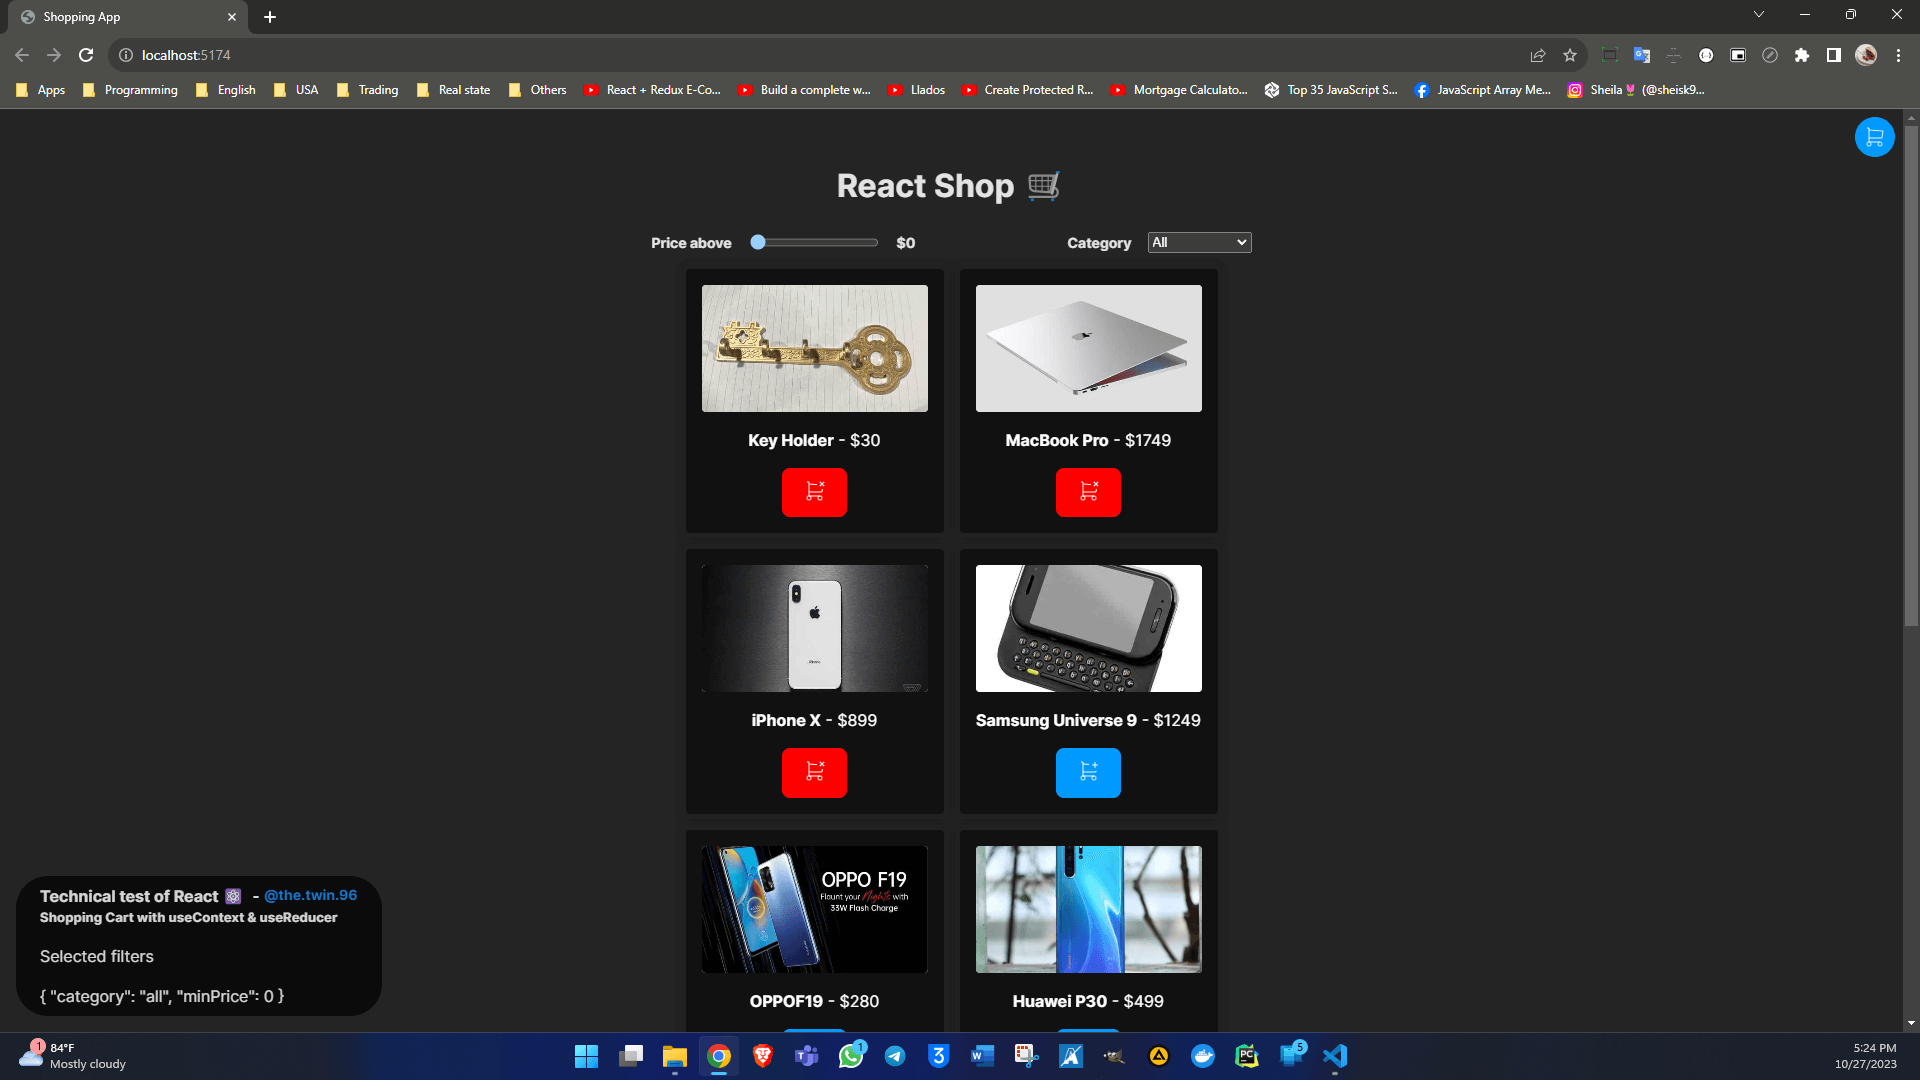 Shopping App
localhost:5174
Apps
Programming
English
USA
Trading
Real state
Others
React + Redux E-Co...
Build a complete w...
Llados
Create Protected R...
Mortgage Calculato...
Top 35 JavaScript S...
JavaScript Array Me...
Sheila🌷 (@sheisk9...
React Shop 🛒
Price above $0 Category All
Key Holder - $30
MacBook Pro - $1749
iPhone
iPhone X - $899
Samsung Universe 9 - $1249
OPPO F19
Flaunt your Nights with
33W Flash Charge
OPPOF19 - $280
Huawei P30 - $499
Technical test of React ⚛️ - @the.twin.96
Shopping Cart with useContext & useReducer
Selected filters
{ "category": "all", "minPrice": 0 }
1
84°F
Mostly cloudy
1
5
5:24 PM
10/27/2023